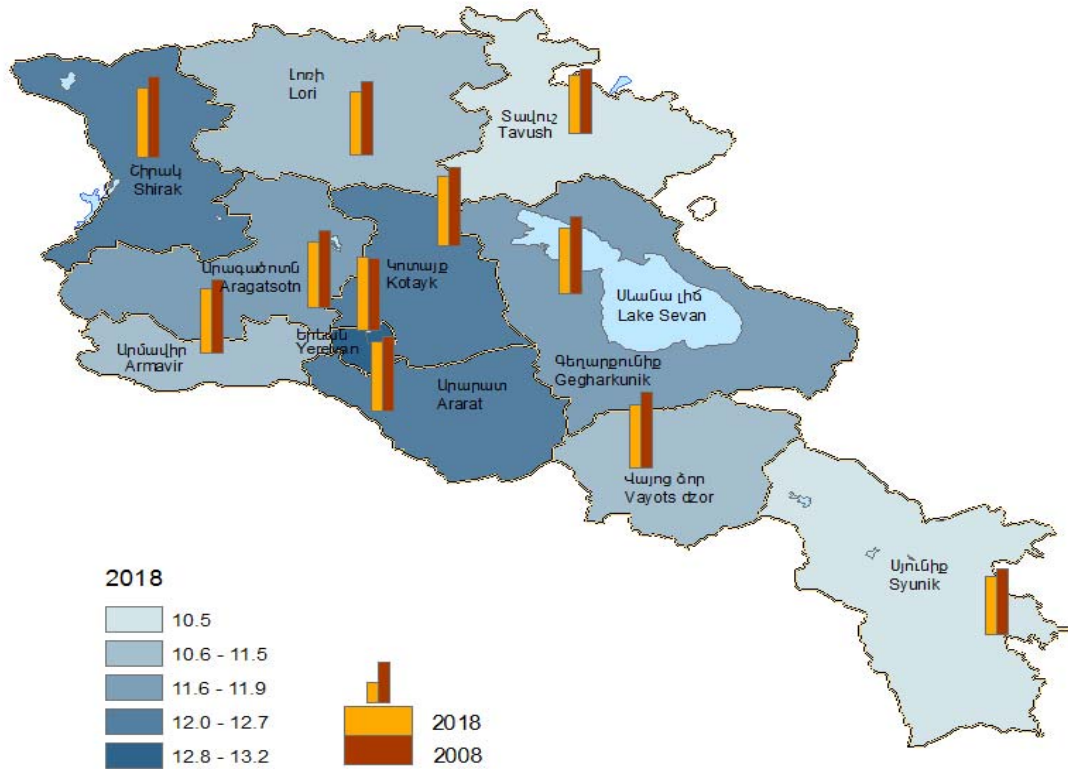 Լոռի
Lori
Տավուշ
Tavush
Շիրակ
Shirak
Արագածոտն
Aragatsotn
Կոտայք
Kotayk
Սևանա լիճ
Lake Sevan
Երևան
Yerevan
Արմավիր
Armavir
Գեղարքունիք
Gegharkunik
Արարատ
Ararat
Վայոց ձոր
Vayots dzor
Սյունիք
Syunik
2018
10.5
10.6 - 11.5
11.6 - 11.9
12.0 - 12.7
12.8 - 13.2
2018
2008